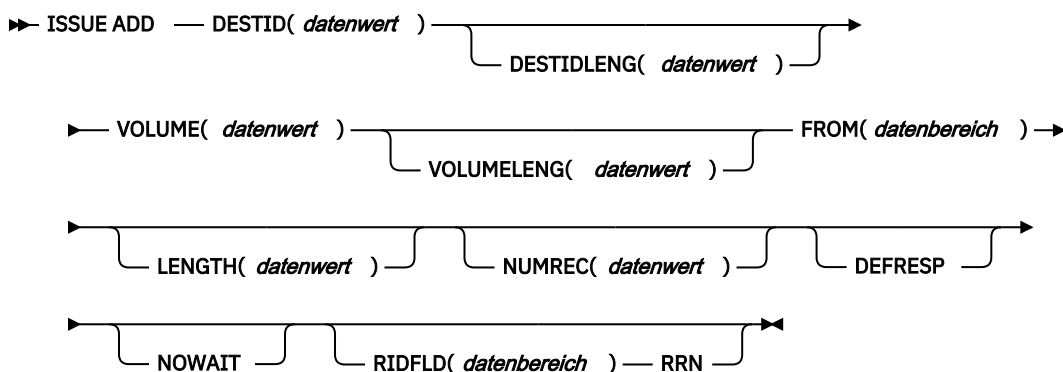 ISSUE ADD DESTID( datenwert )
DESTIDLENG( datenwert )
VOLUME( datenwert ) FROM( datenbereich )
VOLUMELENG( datenwert )
LENGTH( datenwert ) NUMREC( datenwert ) DEFRESP
NOWAIT RIDFLD( datenbereich ) RRN